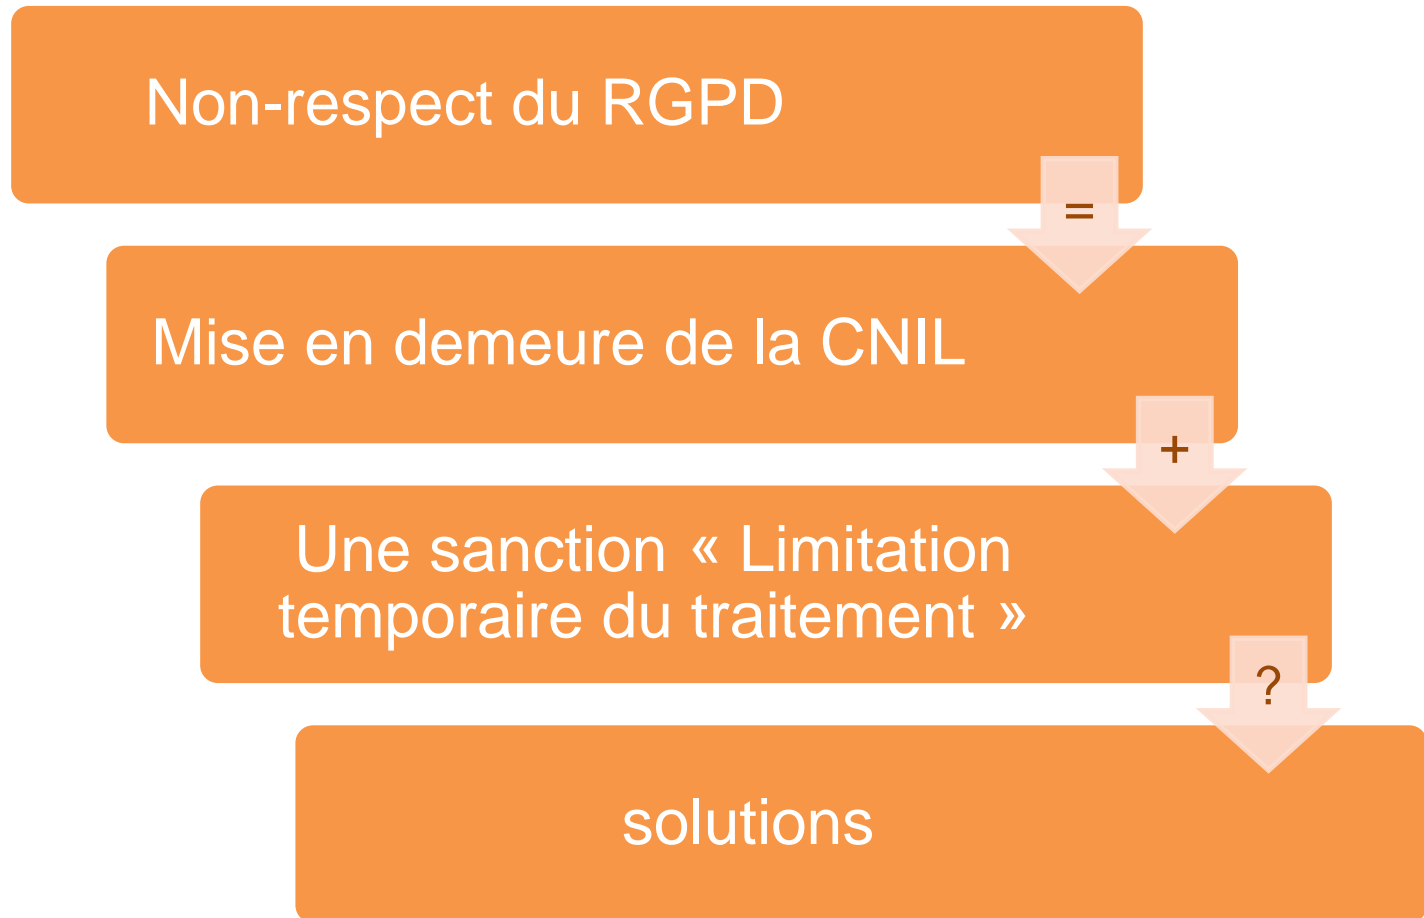 Non-respect du RGPD
=
Mise en demeure de la CNIL
+
Une sanction « Limitation
temporaire du traitement »
?
solutions